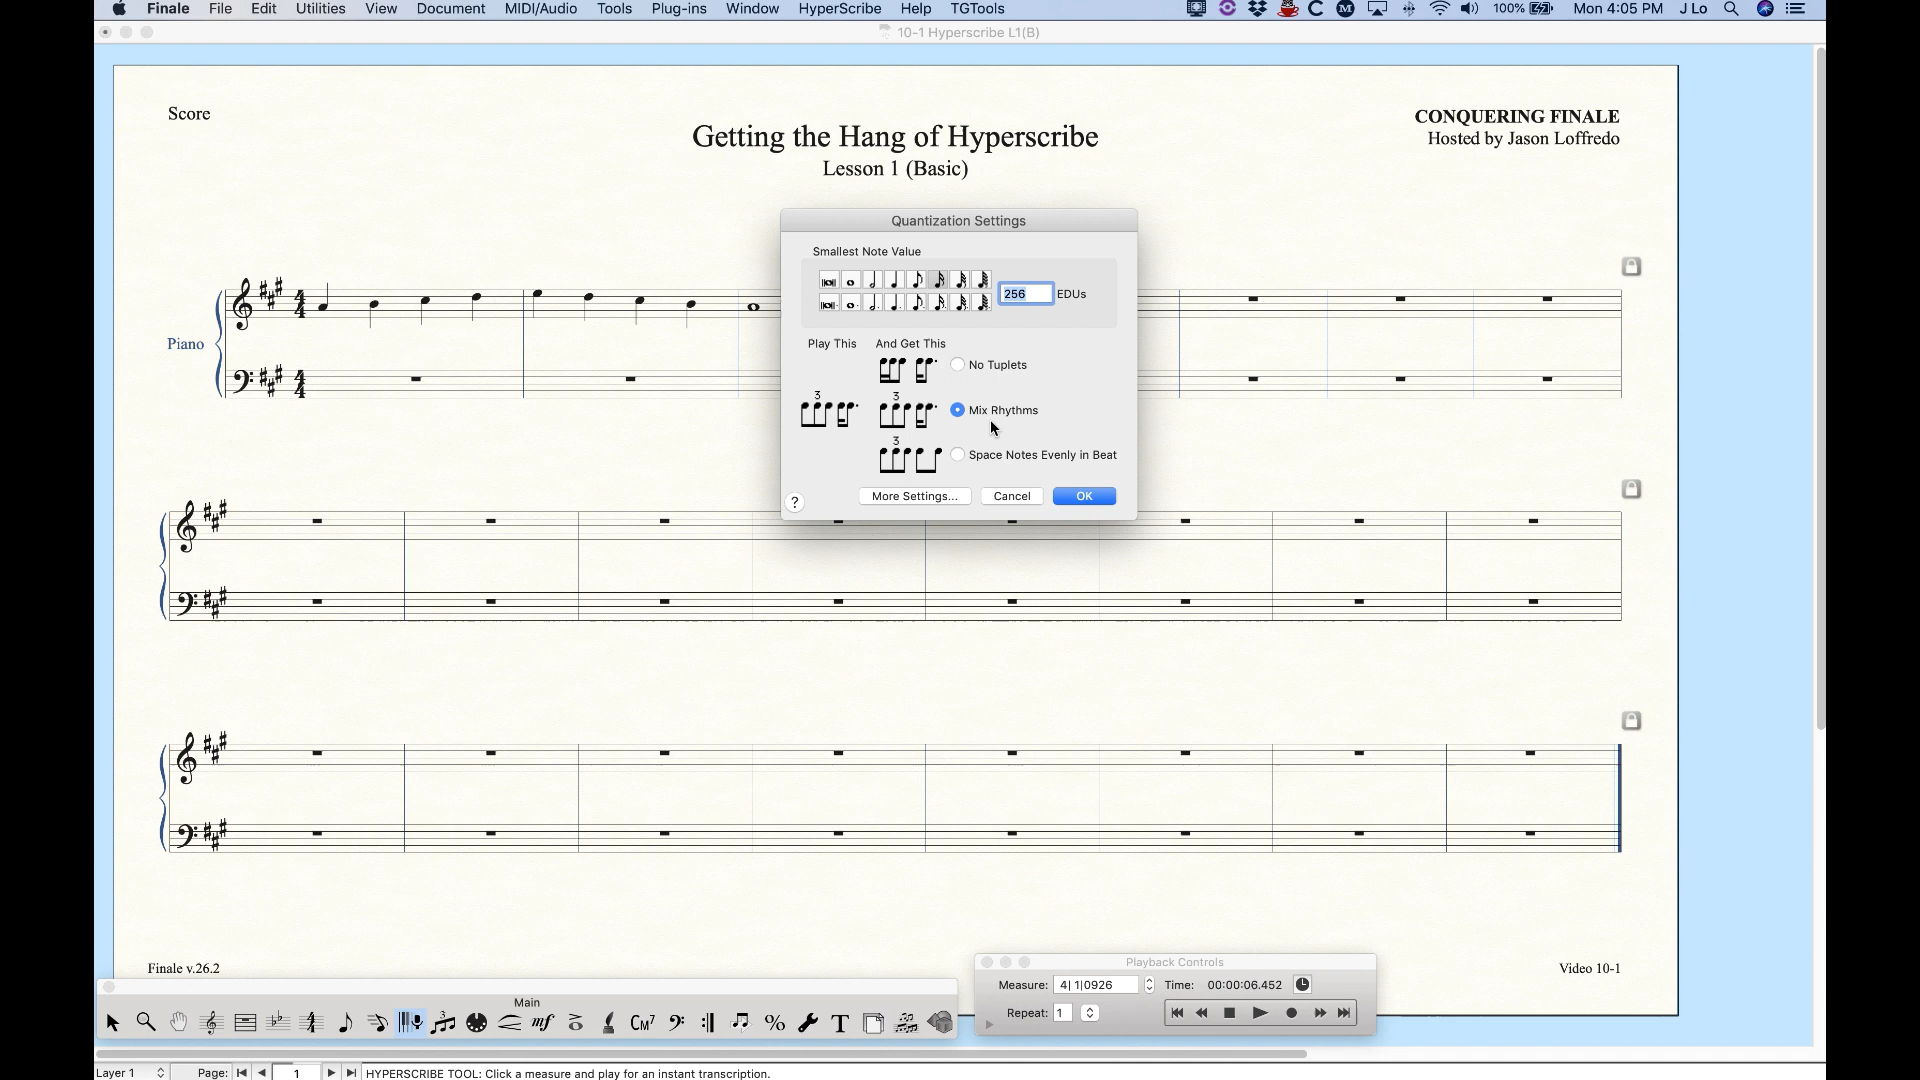 Finale File Edit Utilities View Document MIDI/Audio Tools Plug-ins Window HyperScribe Help TGTools 100% Mon 4:05 PM J Lo
10-1 Hyperscribe L1(B)
Score
CONQUERING FINALE
Getting the Hang of Hyperscribe
Hosted by Jason Loffredo
Lesson 1 (Basic)
Quantization Settings
Smallest Note Value
256 EDUs
Piano
Play This And Get This
No Tuplets
3 3 Mix Rhythms
3 Space Notes Evenly in Beat
? More Settings... Cancel OK
Finale v.26.2
Video 10-1
Playback Controls
Measure: 4| 1|0926 Time: 00:00:06.452
Main
Repeat: 1
mf CM7 % T
Layer 1 Page: 1 HYPERSCRIBE TOOL: Click a measure and play for an instant transcription.